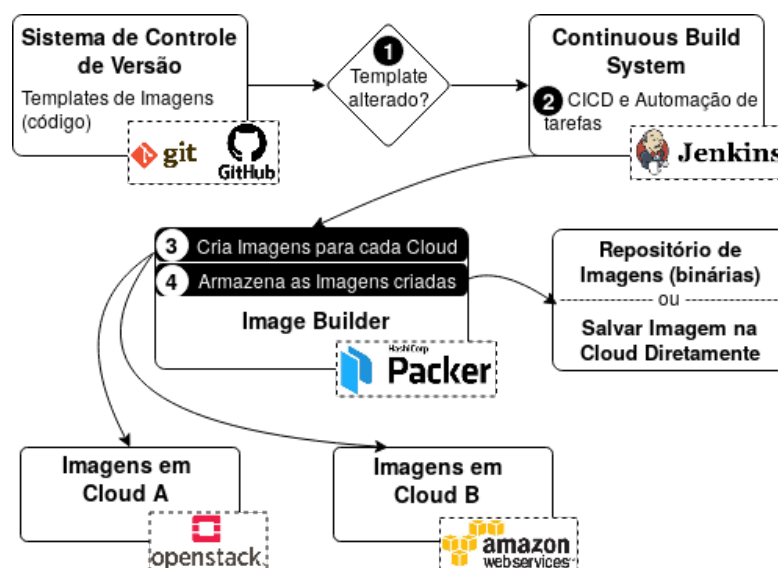 Sistema de Controle
de Versão
Templates de Imagens
(código)
git
GitHub
1
Template
alterado?
Continuous Build
System
2 CICD e Automação de
tarefas
Jenkins
3 Cria Imagens para cada Cloud
4 Armazena as Imagens criadas
Image Builder
HashiCorp
Packer
Repositório de
Imagens (binárias)
ou
Salvar Imagem na
Cloud Diretamente
Imagens em
Cloud A
openstack
Imagens em
Cloud B
amazon
webservices™